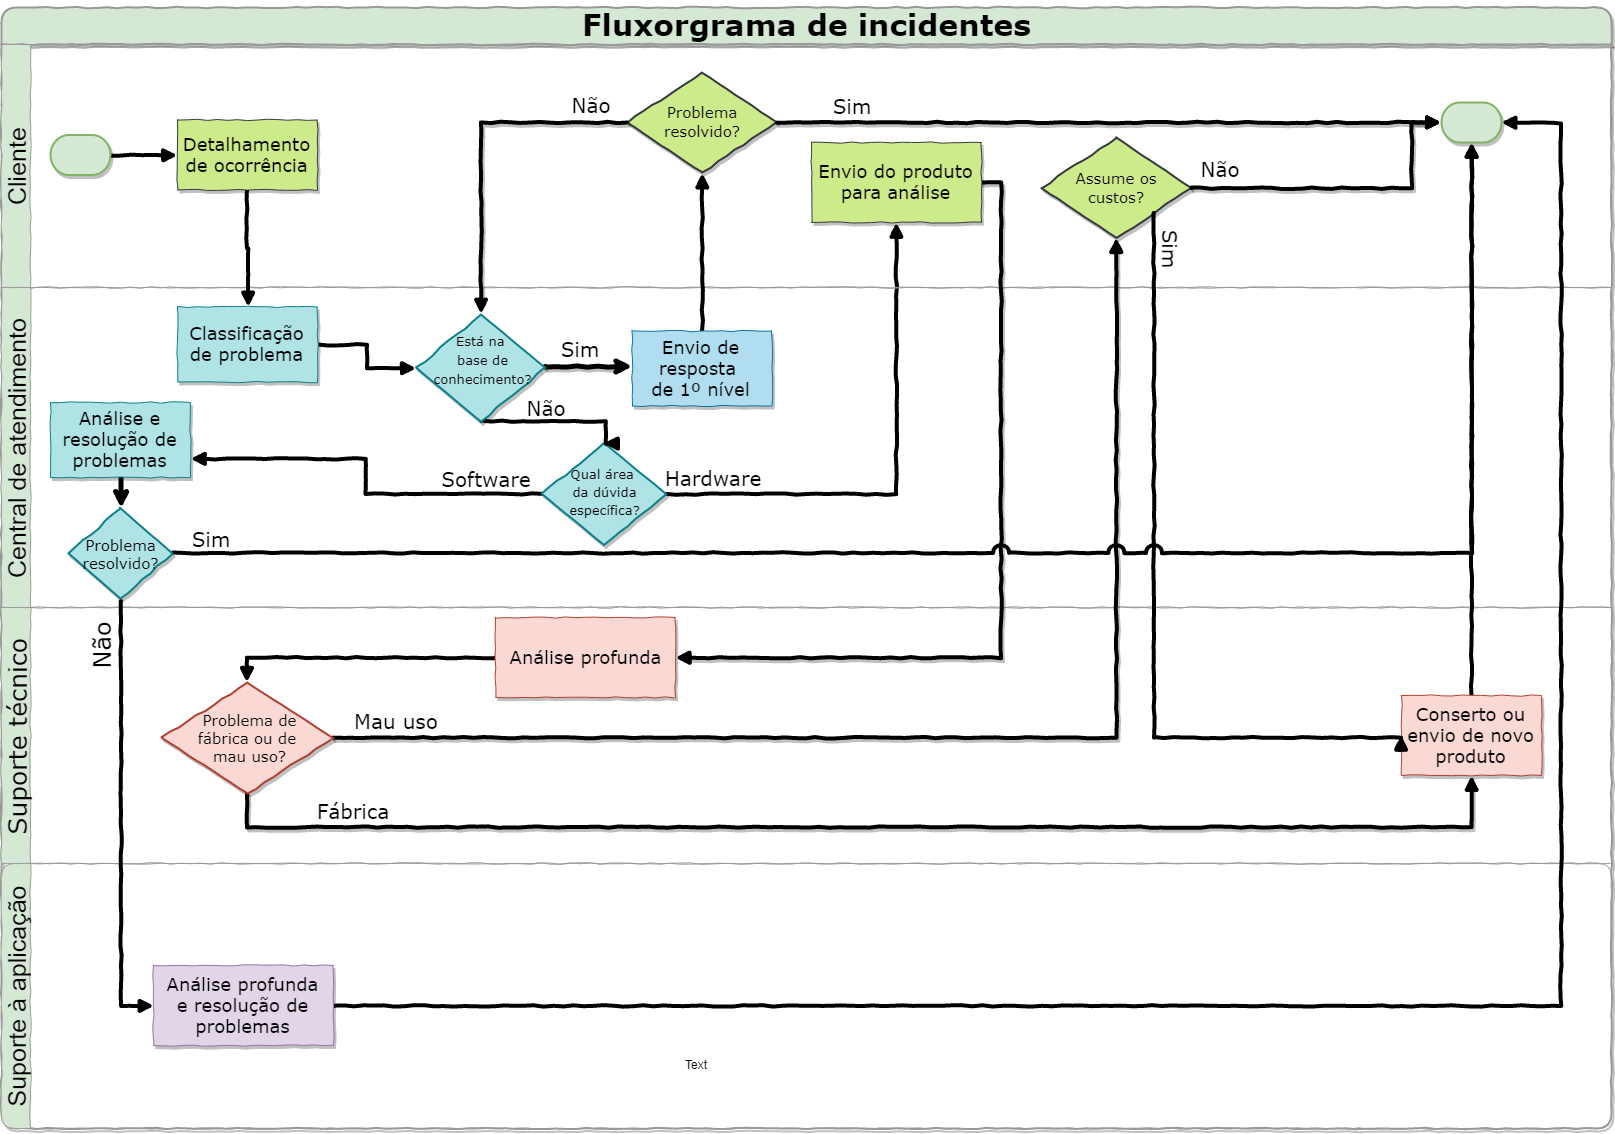 Fluxorgrama de incidentes
Cliente
Detalhamento
de ocorrência
Não
Problema
resolvido?
Sim
Envio do produto
para análise
Assume os
custos?
Não
Sim
Central de atendimento
Classificação
de problema
Está na
base de
conhecimento?
Sim
Envio de
resposta
de 1º nível
Não
Análise e
resolução de
problemas
Software
Qual área
da dúvida
específica?
Hardware
Problema
resolvido?
Sim
Não
Suporte técnico
Análise profunda
Problema de
fábrica ou de
mau uso?
Mau uso
Fábrica
Conserto ou
envio de novo
produto
Suporte à aplicação
Análise profunda
e resolução de
problemas
Text